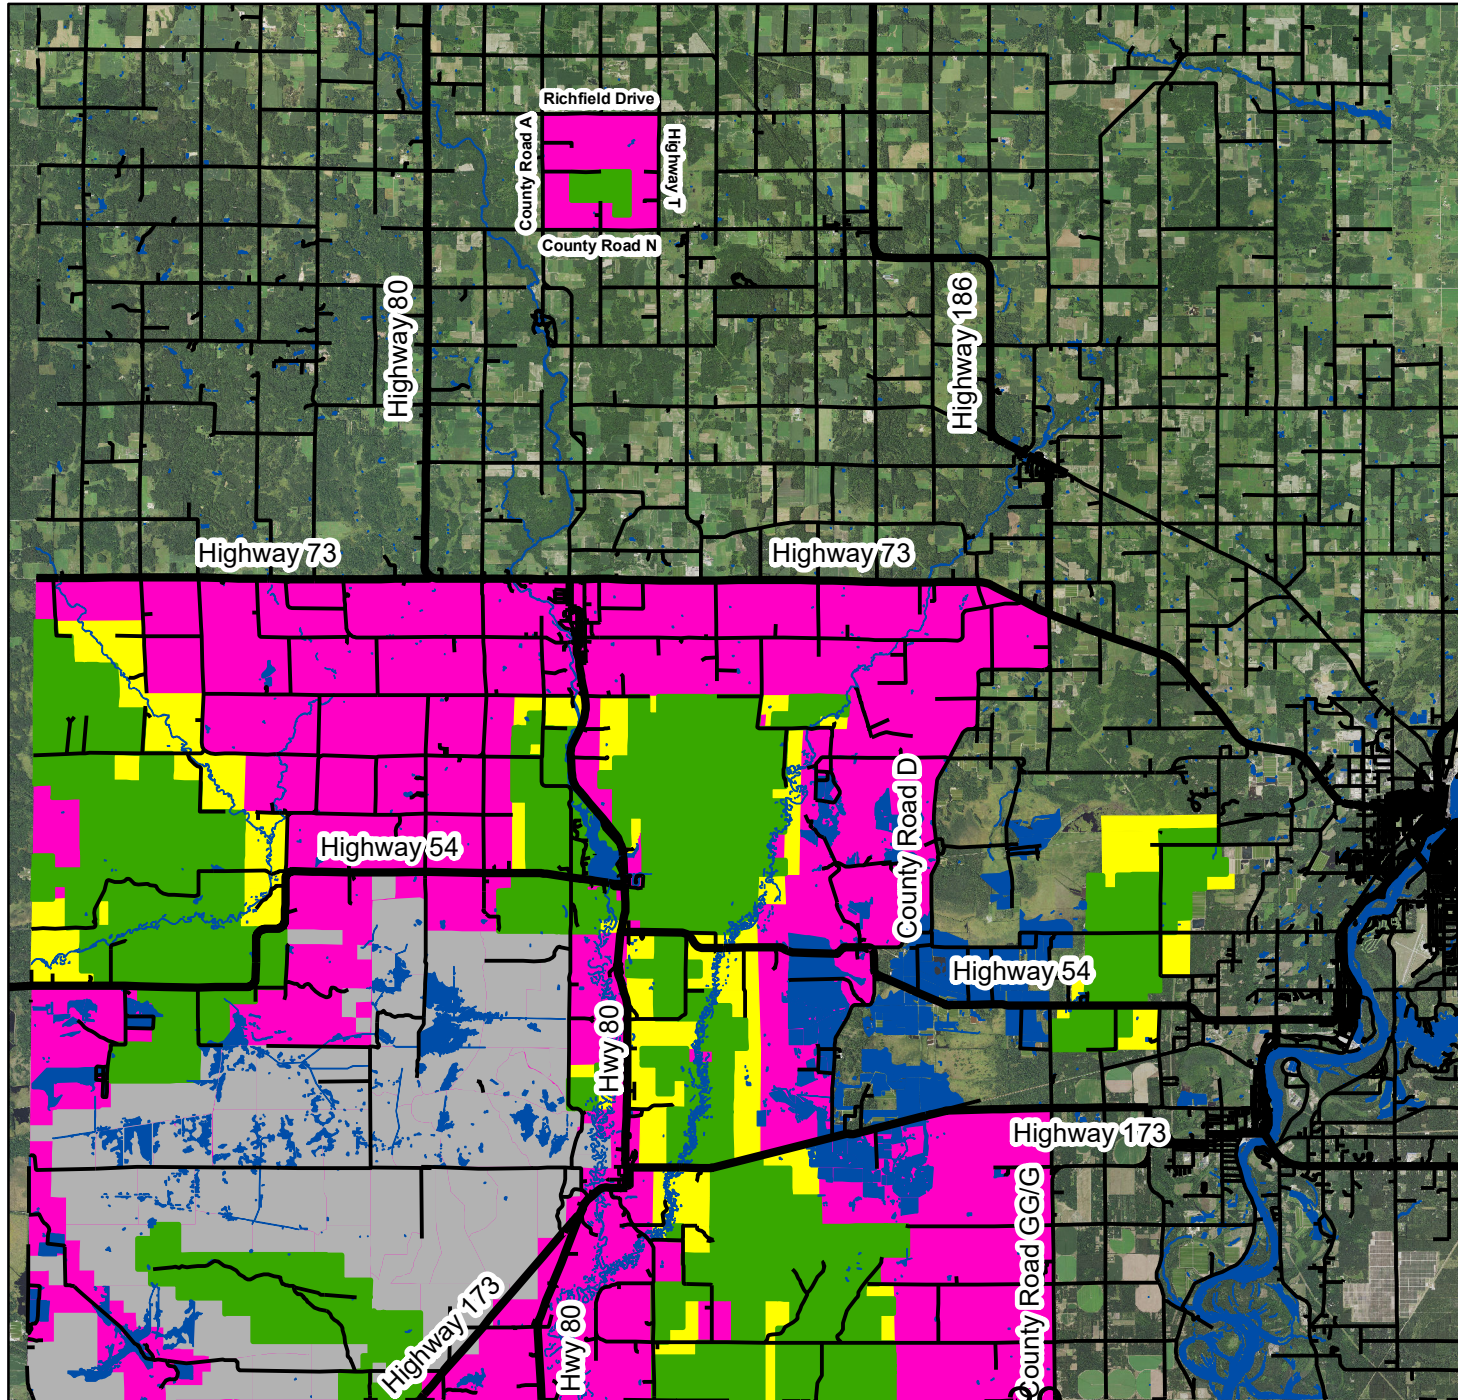 Richfield Drive
County Road A
Highway T
County Road N
Highway 80
Highway 186
Highway 73
Highway 73
Highway 54
County Road D
Highway 54
Hwy 80
Highway 173
County Road GG/G
Highway 173
Hwy 80